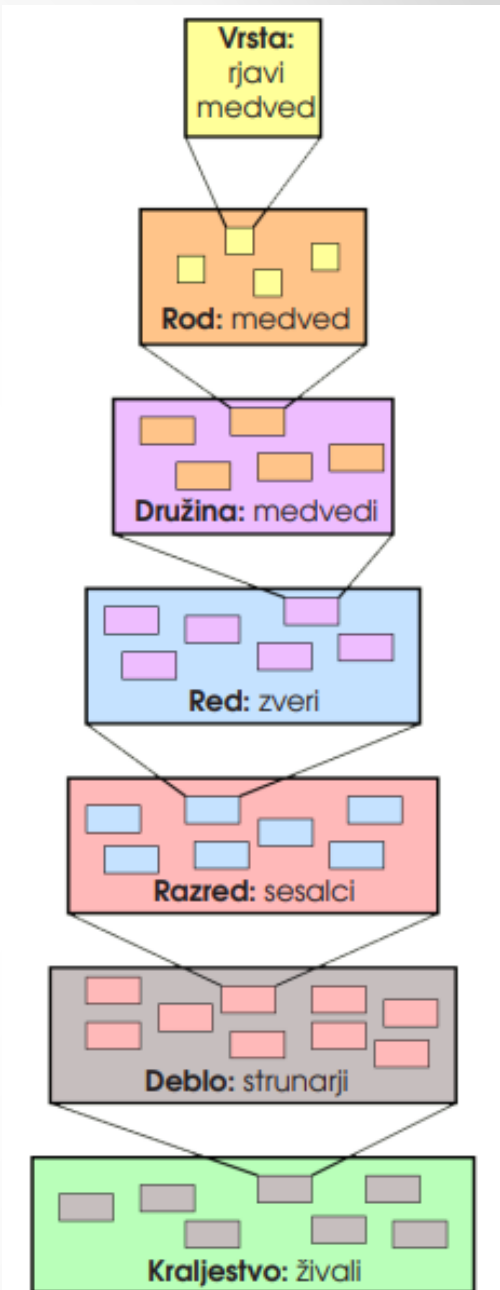 Vrsta:
rjavi
medved
Rod: medved
Družina: medvedi
Red: zveri
Razred: sesalci
Deblo: strunarji
Kraljestvo: živali